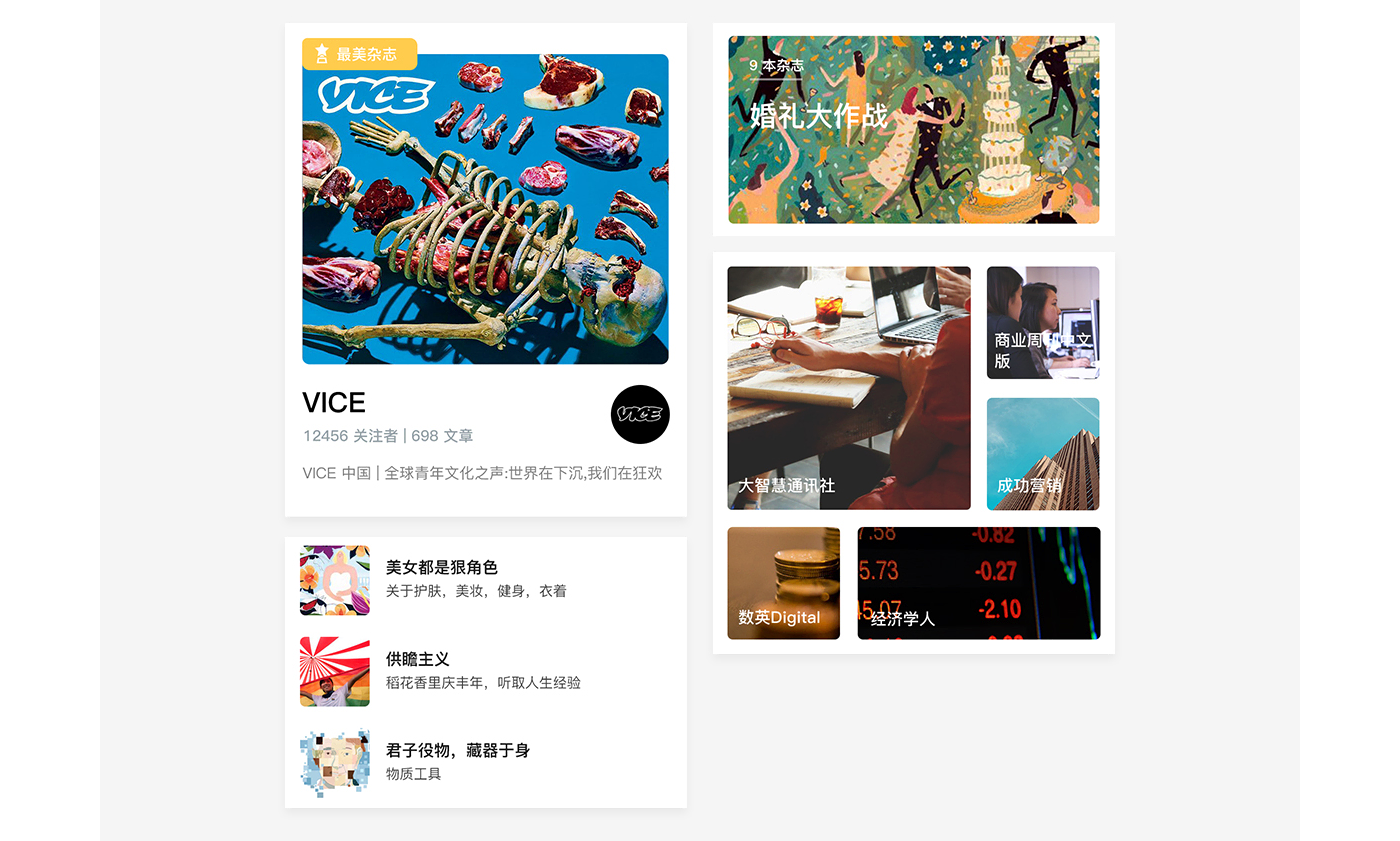 最美杂志
VICE
VICE
12456 关注者 | 698 文章
VICE
VICE 中国 | 全球青年文化之声:世界在下沉,我们在狂欢
美女都是狠角色
关于护肤，美妆，健身，衣着
供瞻主义
稻花香里庆丰年，听取人生经验
君子役物，藏器于身
物质工具
9 本杂志
婚礼大作战
大智慧通讯社
商业周刊中文
版
成功营销
数英Digital
经济学人
7.58 -0.82
5.73 -0.27
45.07 -2.10